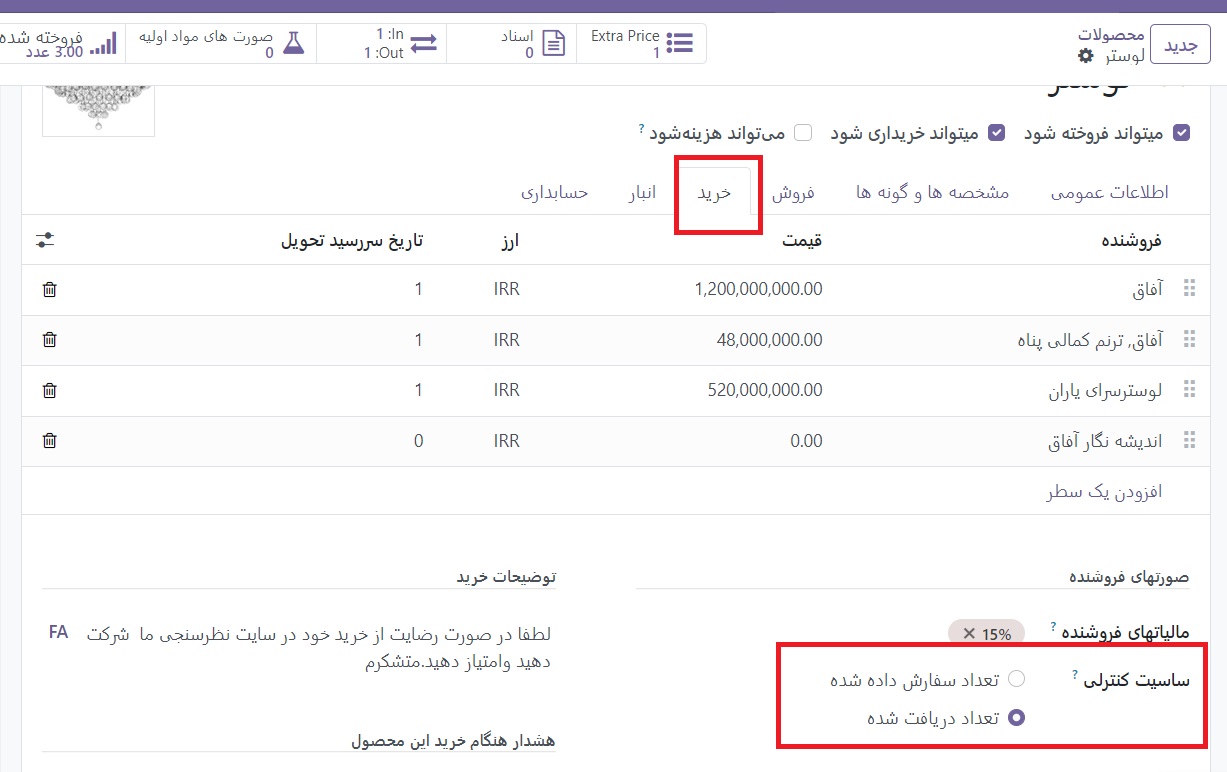 جدید
محصولات
لوستر
Extra Price
1
اسناد
0
In: 1
Out: 1
صورت های مواد اولیه
0
فروخته شده
3.00 عدد
میتواند فروخته شود
میتواند خریداری شود
می‌تواند هزینه‌شود ?
اطلاعات عمومی
مشخصه ها و گونه ها
فروش
خرید
انبار
حسابداری
فروشنده قیمت ارز تاریخ سررسید تحویل
آفاق 1,200,000,000.00 IRR 1
آفاق, ترنم کمالی پناه 48,000,000.00 IRR 1
لوسترسرای یاران 520,000,000.00 IRR 1
اندیشه نگار آفاق 0.00 IRR 0
افزودن یک سطر
صورتهای فروشنده
مالیاتهای فروشنده ? 15%
ساسیت کنترلی ?
تعداد سفارش داده شده
تعداد دریافت شده
توضیحات خرید
لطفا در صورت رضایت از خرید خود در سایت نظرسنجی ما شرکت FA
دهید وامتیاز دهید.متشکرم
هشدار هنگام خرید این محصول